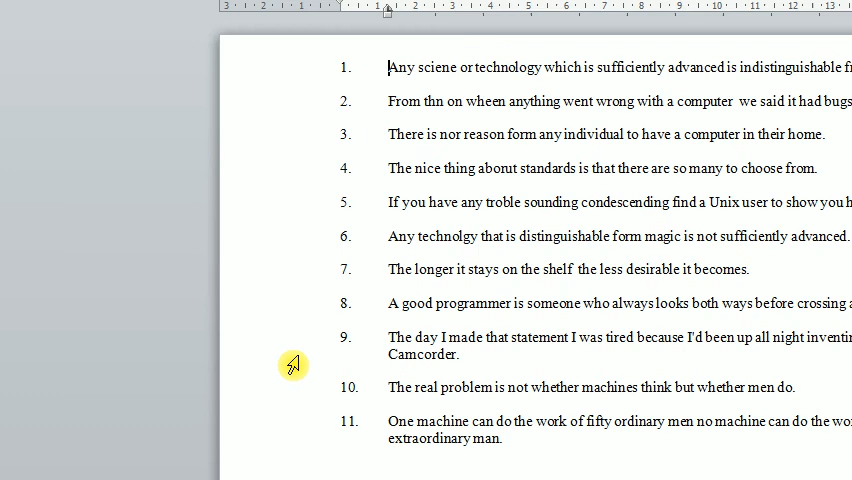 3 2 1 1 2 3 4 5 6 7 8 9 10 11 12 13
1. Any sciene or technology which is sufficiently advanced is indistinguishable
2. From thn on wheen anything went wrong with a computer we said it had bugs
3. There is nor reason form any individual to have a computer in their home.
4. The nice thing aborut standards is that there are so many to choose from.
5. If you have any troble sounding condescending find a Unix user to show you
6. Any technolgy that is distinguishable form magic is not sufficiently advanced.
7. The longer it stays on the shelf the less desirable it becomes.
8. A good programmer is someone who always looks both ways before crossing
9. The day I made that statement I was tired because I'd been up all night
Camcorder.
10. The real problem is not whether machines think but whether men do.
11. One machine can do the work of fifty ordinary men no machine can do the
extraordinary man.